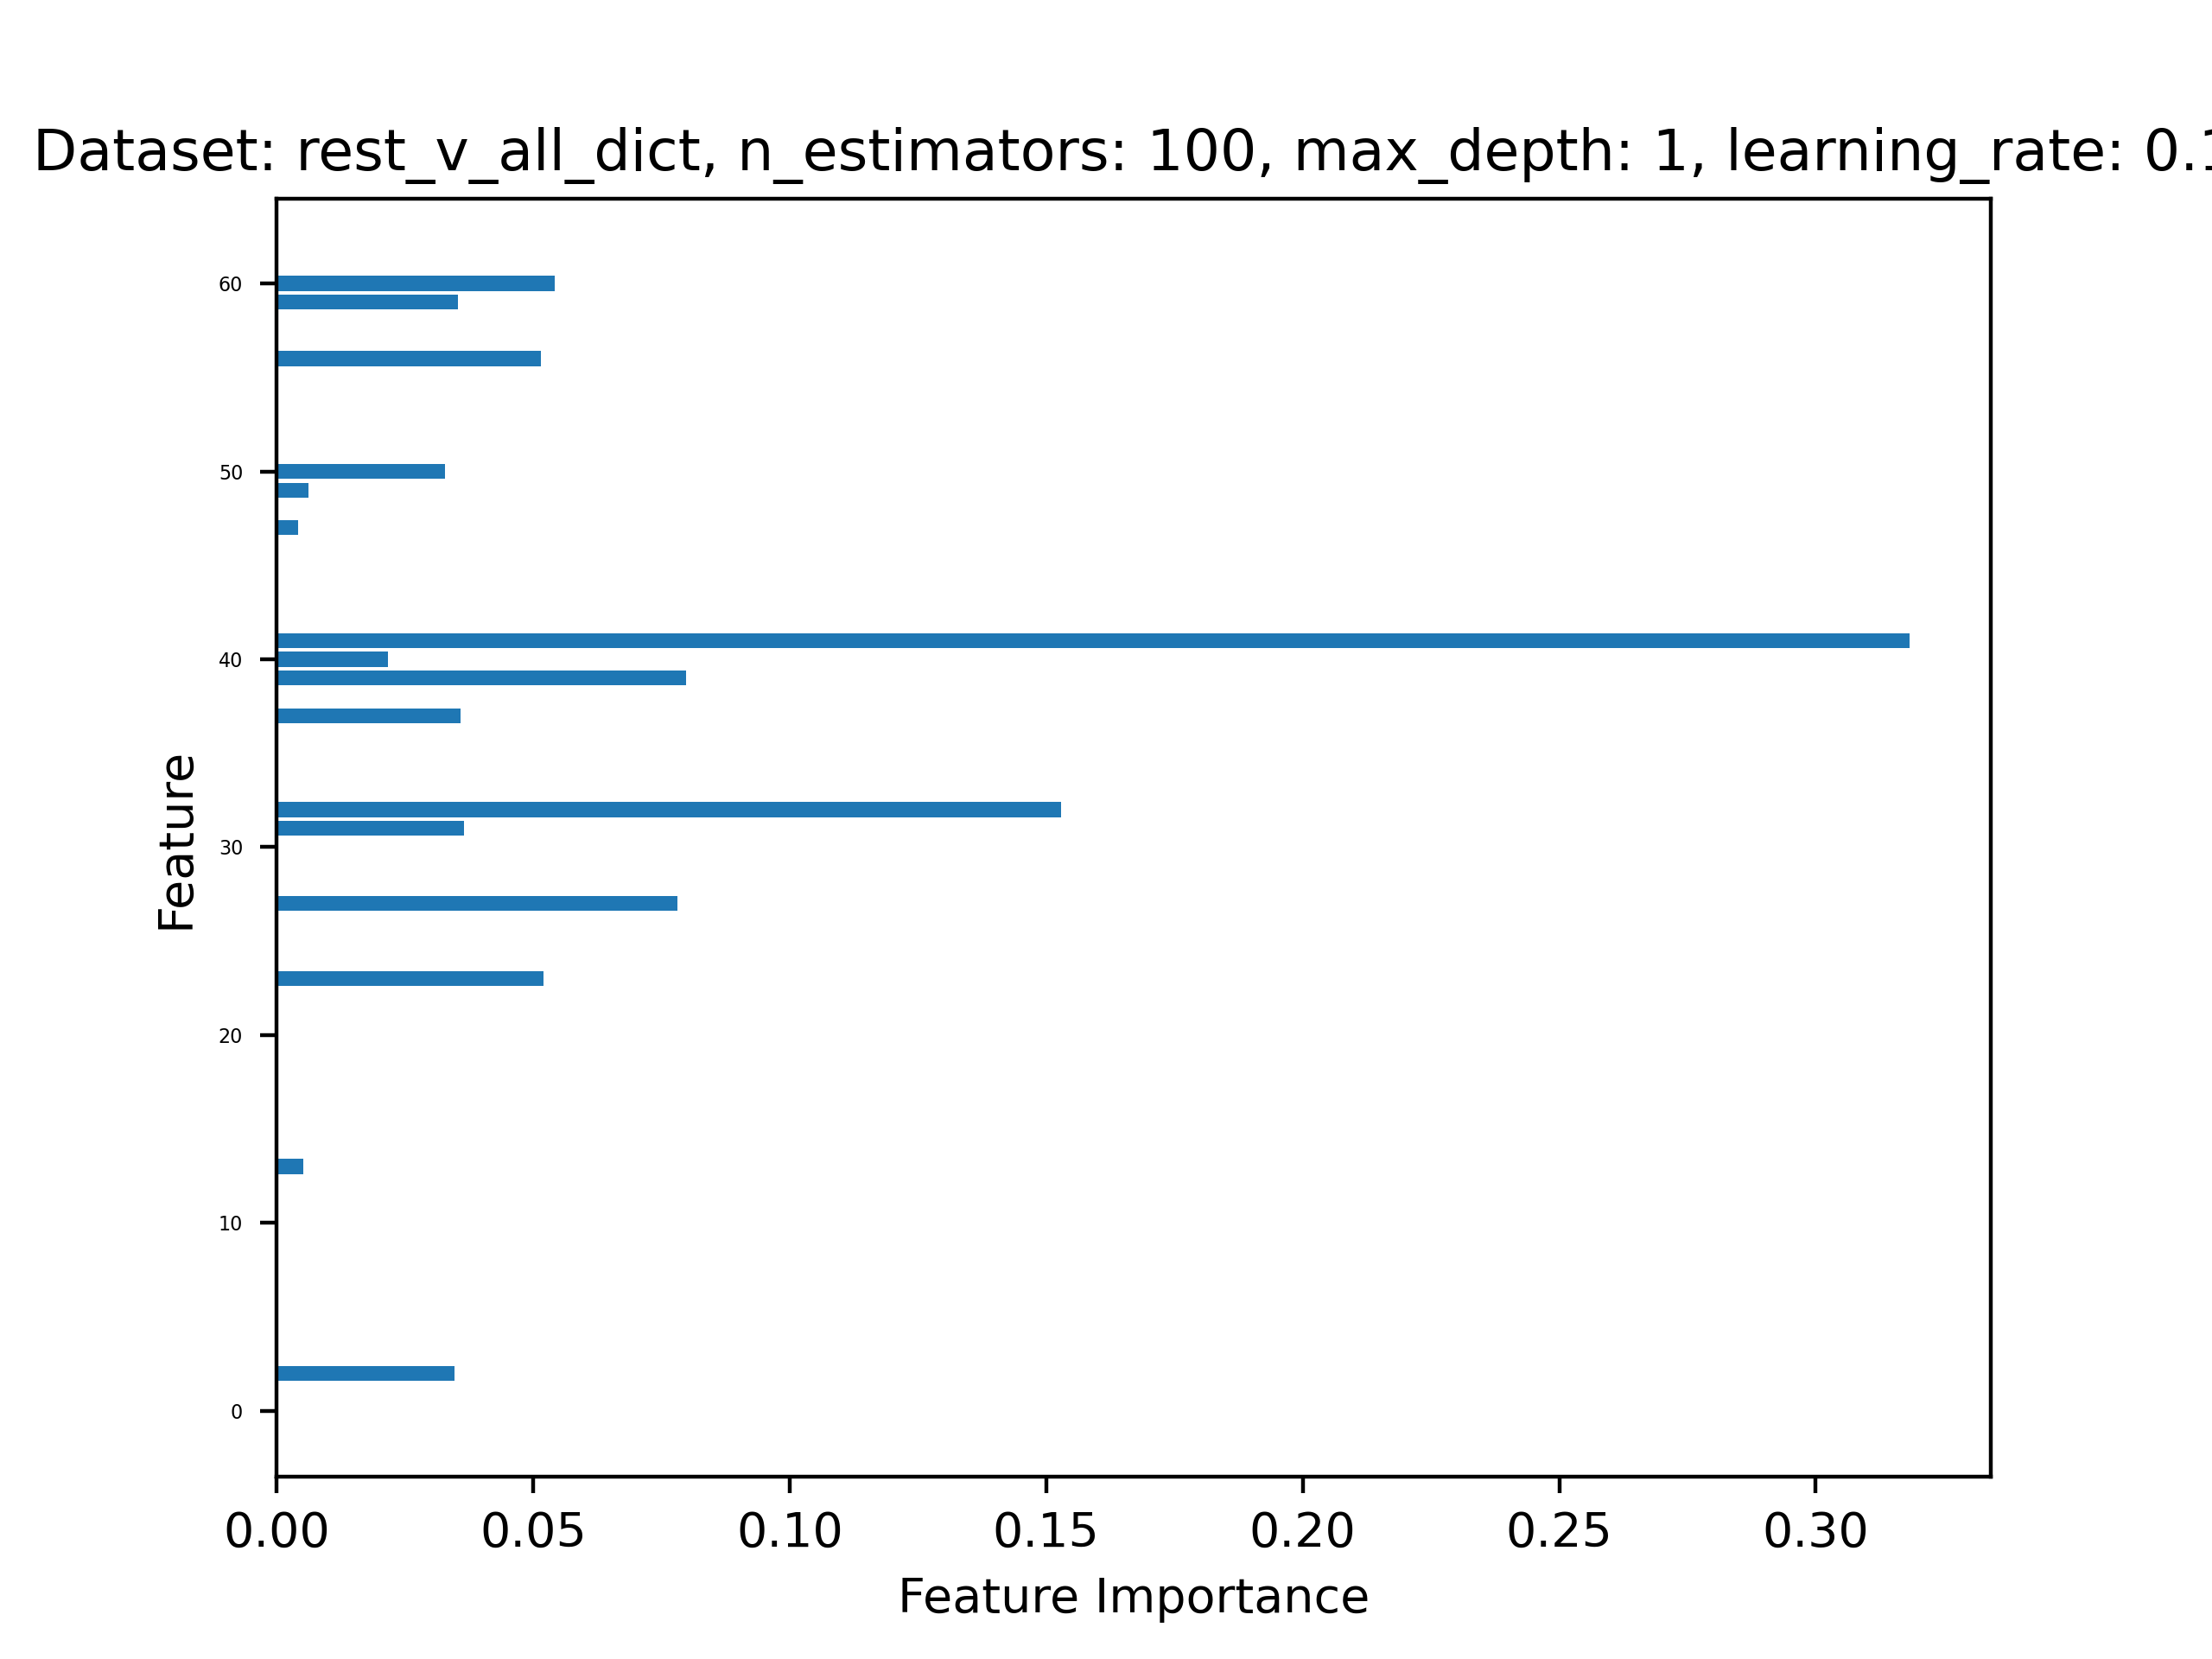 Dataset: rest_v_all_dict, n_estimators: 100, max_depth: 1, learning_rate: 0.1
60
50
40
30
20
10
0
Feature
0.00 0.05 0.10 0.15 0.20 0.25 0.30
Feature Importance